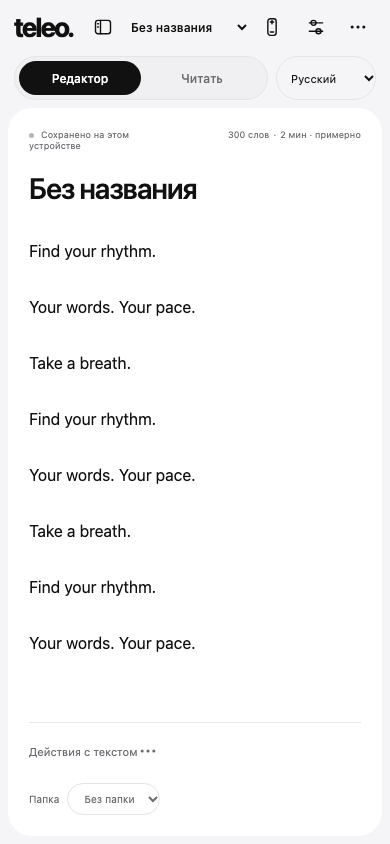 teleo. Без названия
Редактор Читать Русский
Сохранено на этом устройстве
300 слов · 2 мин · примерно
Без названия
Find your rhythm.
Your words. Your pace.
Take a breath.
Find your rhythm.
Your words. Your pace.
Take a breath.
Find your rhythm.
Your words. Your pace.
Действия с текстом •••
Папка Без папки